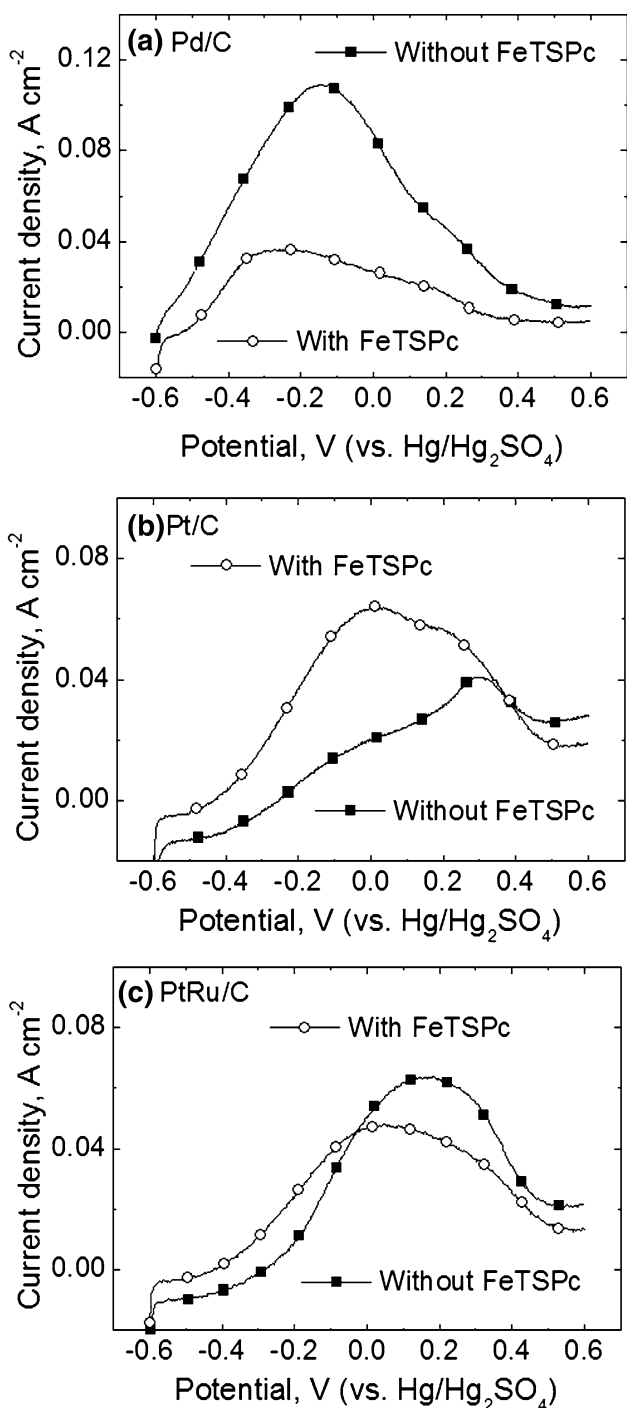 (a) Pd/C
Without FeTSPc
With FeTSPc
Current density, A cm⁻²
0.12
0.08
0.04
0.00
-0.6 -0.4 -0.2 0.0 0.2 0.4 0.6
Potential, V (vs. Hg/Hg₂SO₄)
(b) Pt/C
With FeTSPc
Without FeTSPc
Current density, A cm⁻²
0.08
0.04
0.00
-0.6 -0.4 -0.2 0.0 0.2 0.4 0.6
Potential, V (vs. Hg/Hg₂SO₄)
(c) PtRu/C
With FeTSPc
Without FeTSPc
Current density, A cm⁻²
0.08
0.04
0.00
-0.6 -0.4 -0.2 0.0 0.2 0.4 0.6
Potential, V (vs. Hg/Hg₂SO₄)